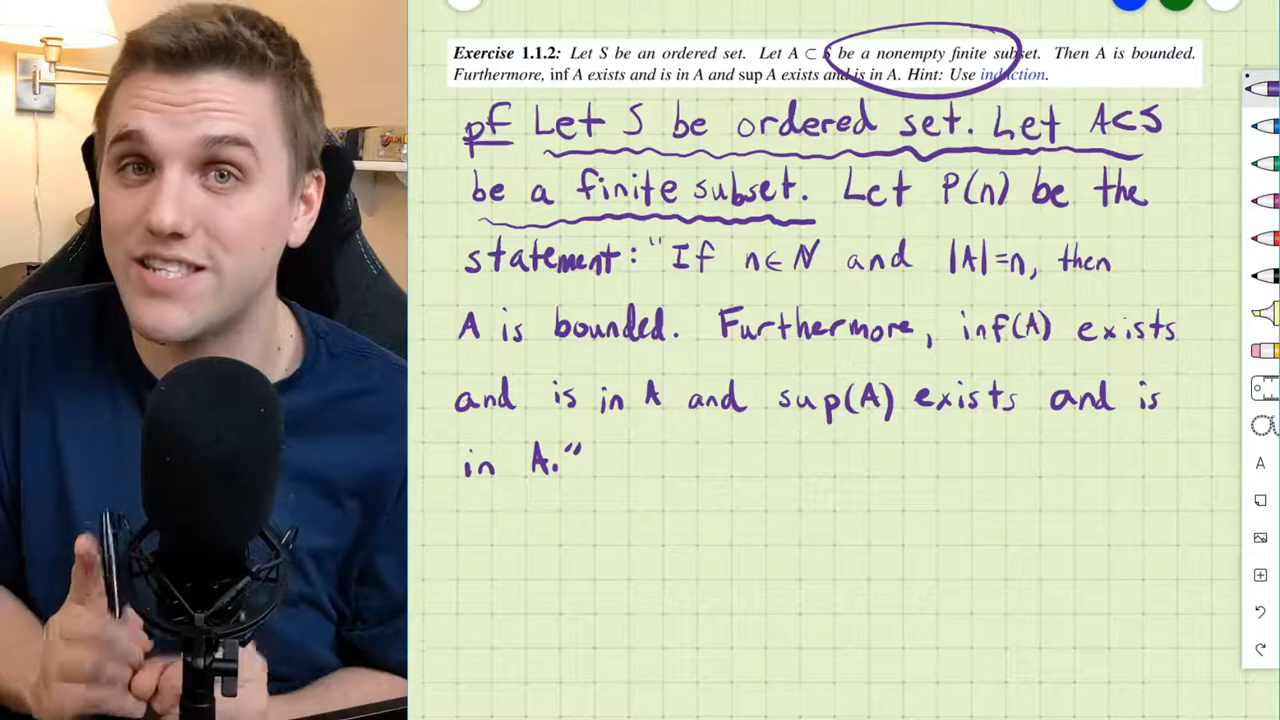 Exercise 1.1.2: Let S be an ordered set. Let A ⊂ S be a nonempty finite subset. Then A is bounded.
Furthermore, inf A exists and is in A and sup A exists and is in A. Hint: Use induction.
pf Let S be ordered set. Let A⊂S
be a finite subset. Let P(n) be the
statement: "If n∈N and |A|=n, then
A is bounded. Furthermore, inf(A) exists
and is in A and sup(A) exists and is
in A."
A